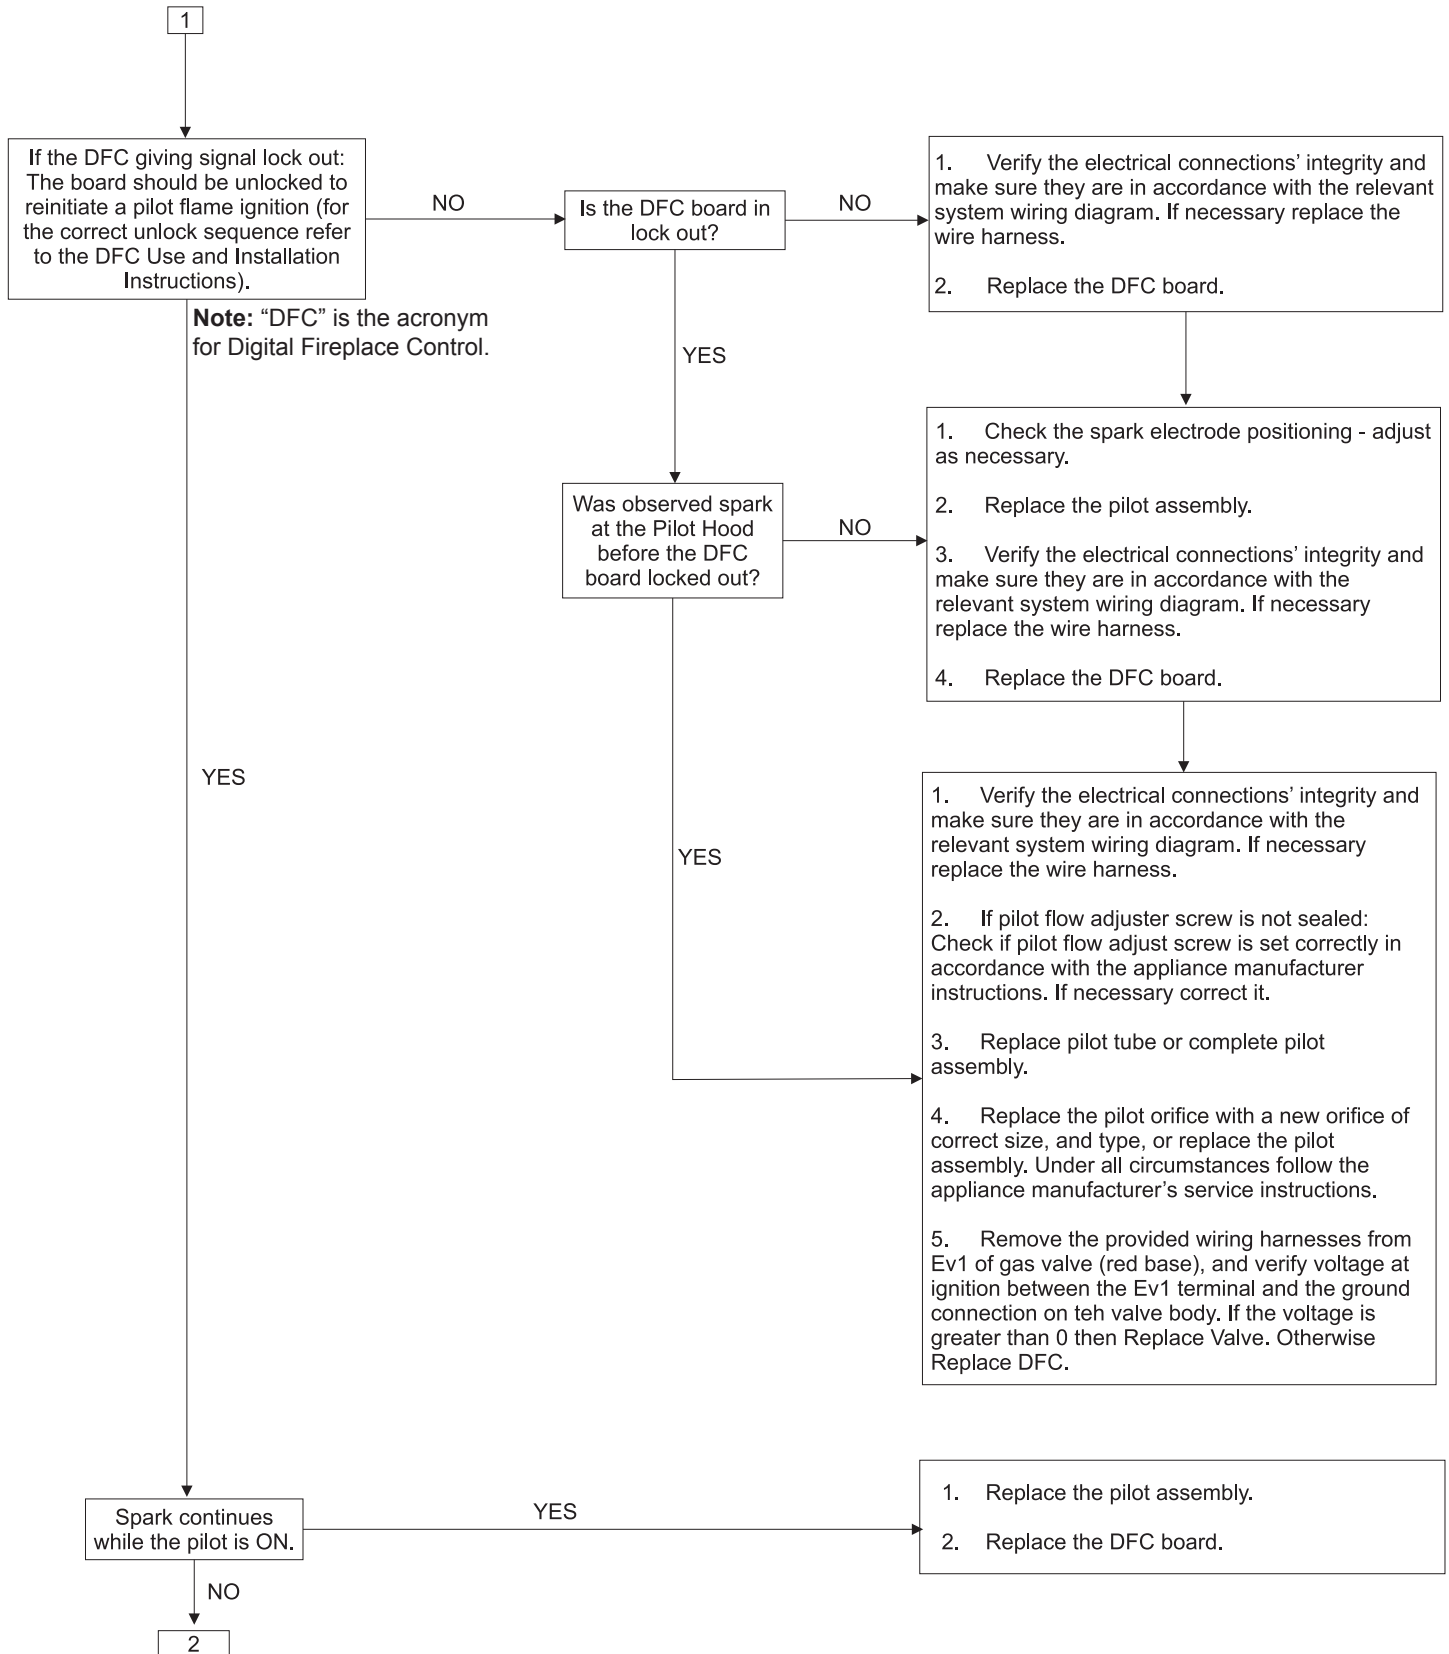 1
If the DFC giving signal lock out:
The board should be unlocked to
reinitiate a pilot flame ignition (for
the correct unlock sequence refer
to the DFC Use and Installation
Instructions).
NO
Is the DFC board in
lock out?
NO
1. Verify the electrical connections’ integrity and
make sure they are in accordance with the relevant
system wiring diagram. If necessary replace the
wire harness.
2. Replace the DFC board.
Note: “DFC” is the acronym
for Digital Fireplace Control.
YES
Was observed spark
at the Pilot Hood
before the DFC
board locked out?
NO
1. Check the spark electrode positioning - adjust
as necessary.
2. Replace the pilot assembly.
3. Verify the electrical connections’ integrity and
make sure they are in accordance with the
relevant system wiring diagram. If necessary
replace the wire harness.
4. Replace the DFC board.
YES
YES
1. Verify the electrical connections’ integrity and
make sure they are in accordance with the
relevant system wiring diagram. If necessary
replace the wire harness.
2. If pilot flow adjuster screw is not sealed:
Check if pilot flow adjust screw is set correctly in
accordance with the appliance manufacturer
instructions. If necessary correct it.
3. Replace pilot tube or complete pilot
assembly.
4. Replace the pilot orifice with a new orifice of
correct size, and type, or replace the pilot
assembly. Under all circumstances follow the
appliance manufacturer’s service instructions.
5. Remove the provided wiring harnesses from
Ev1 of gas valve (red base), and verify voltage at
ignition between the Ev1 terminal and the ground
connection on teh valve body. If the voltage is
greater than 0 then Replace Valve. Otherwise
Replace DFC.
Spark continues
while the pilot is ON.
YES
1. Replace the pilot assembly.
2. Replace the DFC board.
NO
2